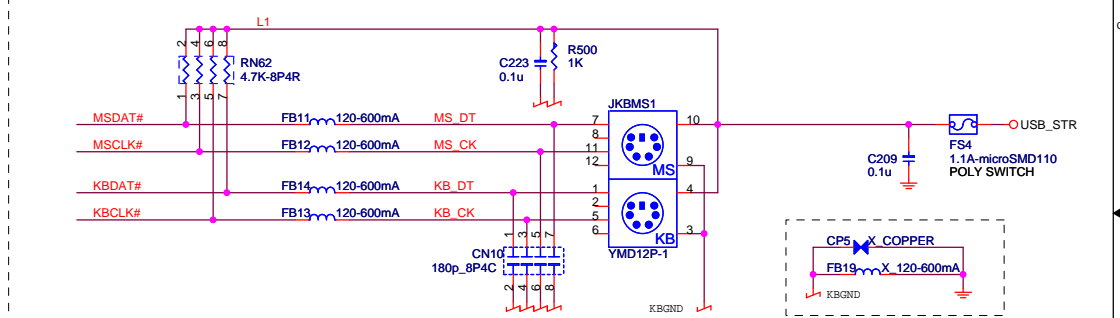 L1
2 4 6 8
RN62
4.7K-8P4R
1 3 5 7
C223
0.1u
R500
1K
JKBMS1
MSDAT# FB11 120-600mA MS_DT 7 10
8
MSCLK# FB12 120-600mA MS_CK 11
12 MS 9
KBDAT# FB14 120-600mA KB_DT 1 4
2
KBCLK# FB13 120-600mA KB_CK 5
6 KB 3
YMD12P-1
1 3 5 7
CN10
180p_8P4C
2 4 6 8
KBGND
USB_STR
FS4
1.1A-microSMD110
POLY SWITCH
C209
0.1u
CP5 X_COPPER
FB19 X_120-600mA
KBGND